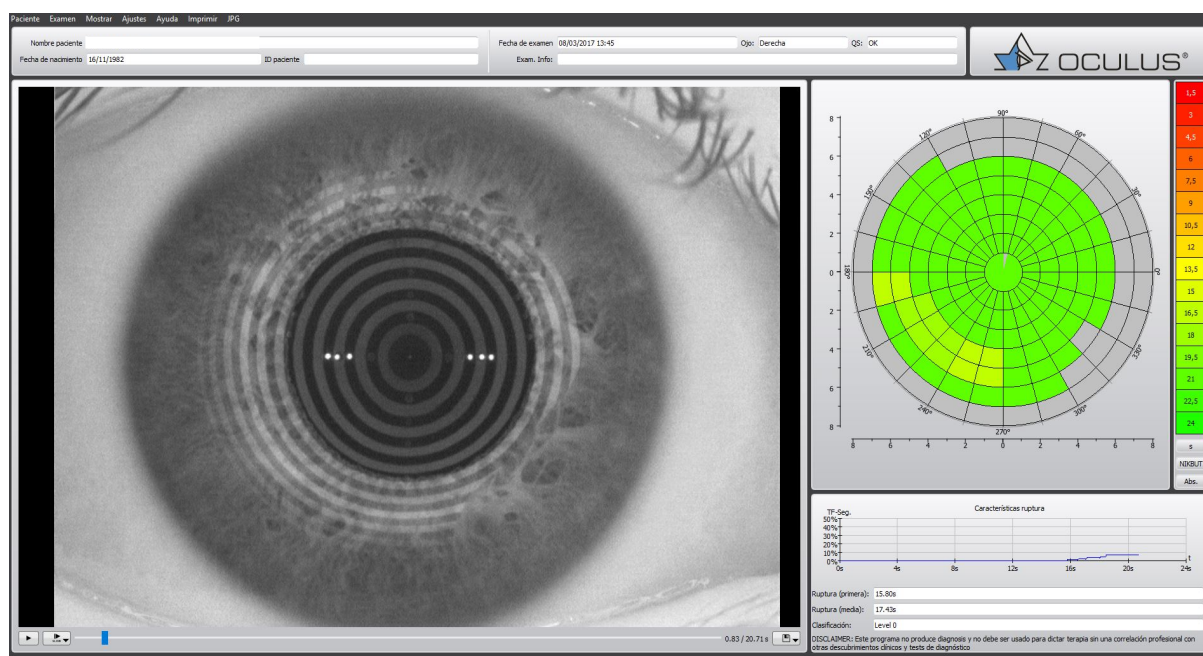 Paciente Examen Mostrar Ajustes Ayuda Imprimir JPG
Nombre paciente
Fecha de examen 08/03/2017 13:45 Ojo: Derecha QS: OK
Fecha de nacimiento 16/11/1982 ID paciente
Exam. Info:
OCULUS®
8 6 4 2 0 2 4 6 8
90° 60° 30° 0° 330° 300° 270° 240° 210° 180° 150° 120°
8 6 4 2 0 2 4 6 8
1,5
3
4,5
6
7,5
9
10,5
12
13,5
15
16,5
18
19,5
21
22,5
24
s
NIKBUT
Abs.
Características ruptura
TF-Seg.
50%
40%
30%
20%
10%
0%
0s 4s 8s 12s 16s 20s 24s
t
Ruptura (primera): 15.80s
Ruptura (media): 17.43s
Clasificación: Level 0
DISCLAIMER: Este programa no produce diagnosis y no debe ser usado para dictar terapia sin una correlación profesional con
otras descubrimientos clínicos y tests de diagnóstico
0.83 / 20.71 s